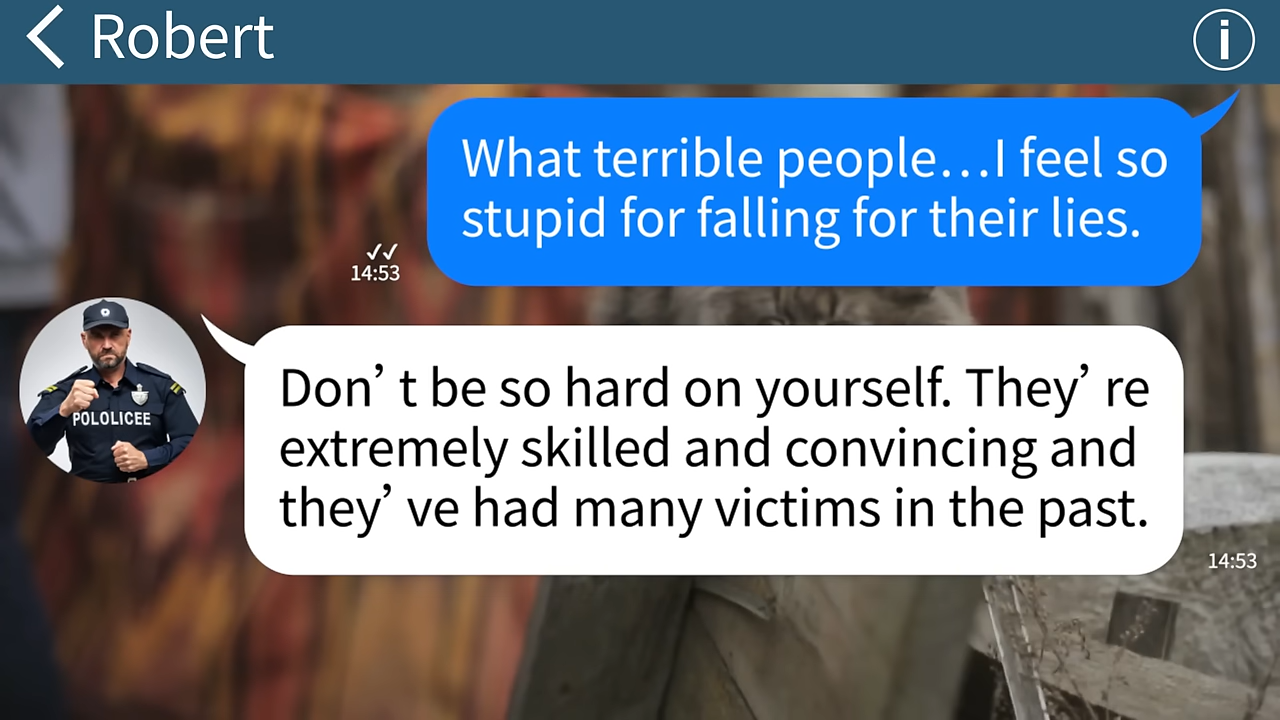 Robert
What terrible people…I feel so
stupid for falling for their lies.
14:53
POLOLICEE
Don’t be so hard on yourself. They’re
extremely skilled and convincing and
they’ve had many victims in the past.
14:53